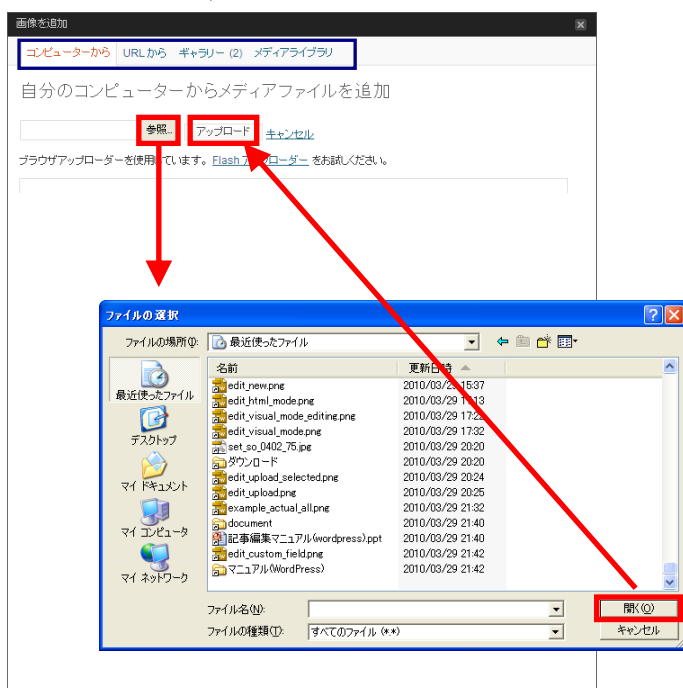 画像を追加
コンピューターから URLから ギャラリー (2) メディアライブラリ
自分のコンピューターからメディアファイルを追加
参照... アップロード キャンセル
ブラウザアップローダーを使用しています。Flash アップローダー をお試しください。
ファイルの選択
ファイルの場所(I): 最近使ったファイル
名前 更新日時
最近使ったファイル
デスクトップ
マイ ドキュメント
マイ コンピュータ
マイ ネットワーク
edit_new.png 2010/03/29 15:37
edit_html_mode.png 2010/03/29 17:13
edit_visual_mode_editing.png 2010/03/29
edit_visual_mode.png 2010/03/29 17:32
set_so_0402_75.jpg 2010/03/29 20:20
ダウンロード 2010/03/29 20:20
edit_upload_selected.png 2010/03/29 20:24
edit_upload.png 2010/03/29 20:25
example_actual_all.png 2010/03/29 21:32
document 2010/03/29 21:40
記事編集マニュアル(wordpress).ppt 2010/03/29 21:40
edit_custom_field.png 2010/03/29 21:42
マニュアル(WordPress) 2010/03/29 21:42
ファイル名(N): 開く(O)
ファイルの種類(T): すべてのファイル (*.*) キャンセル